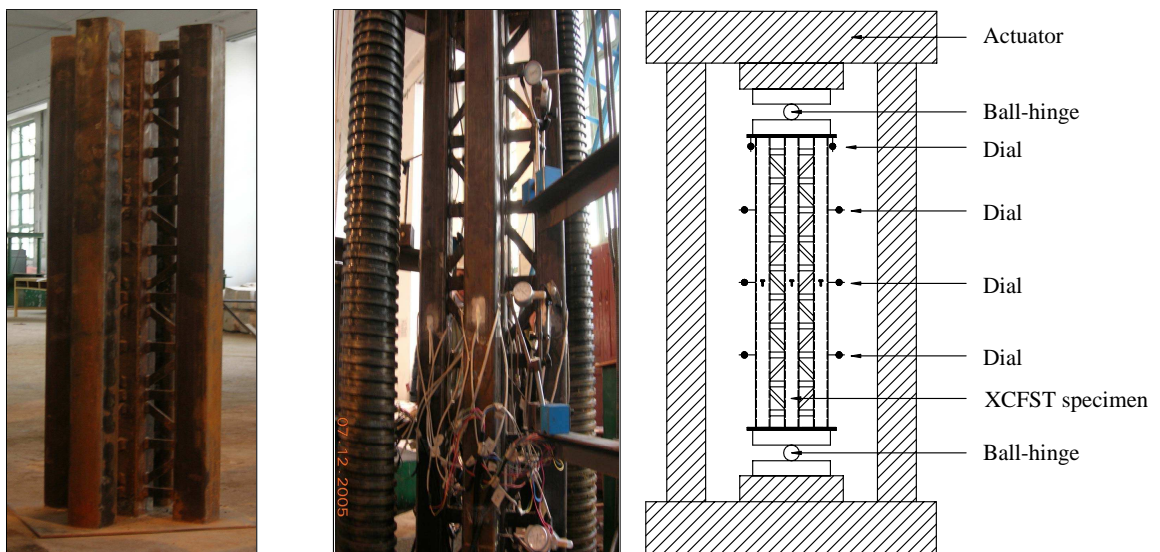 07.12.2005
Actuator
Ball-hinge
Dial
Dial
Dial
Dial
XCFST specimen
Ball-hinge